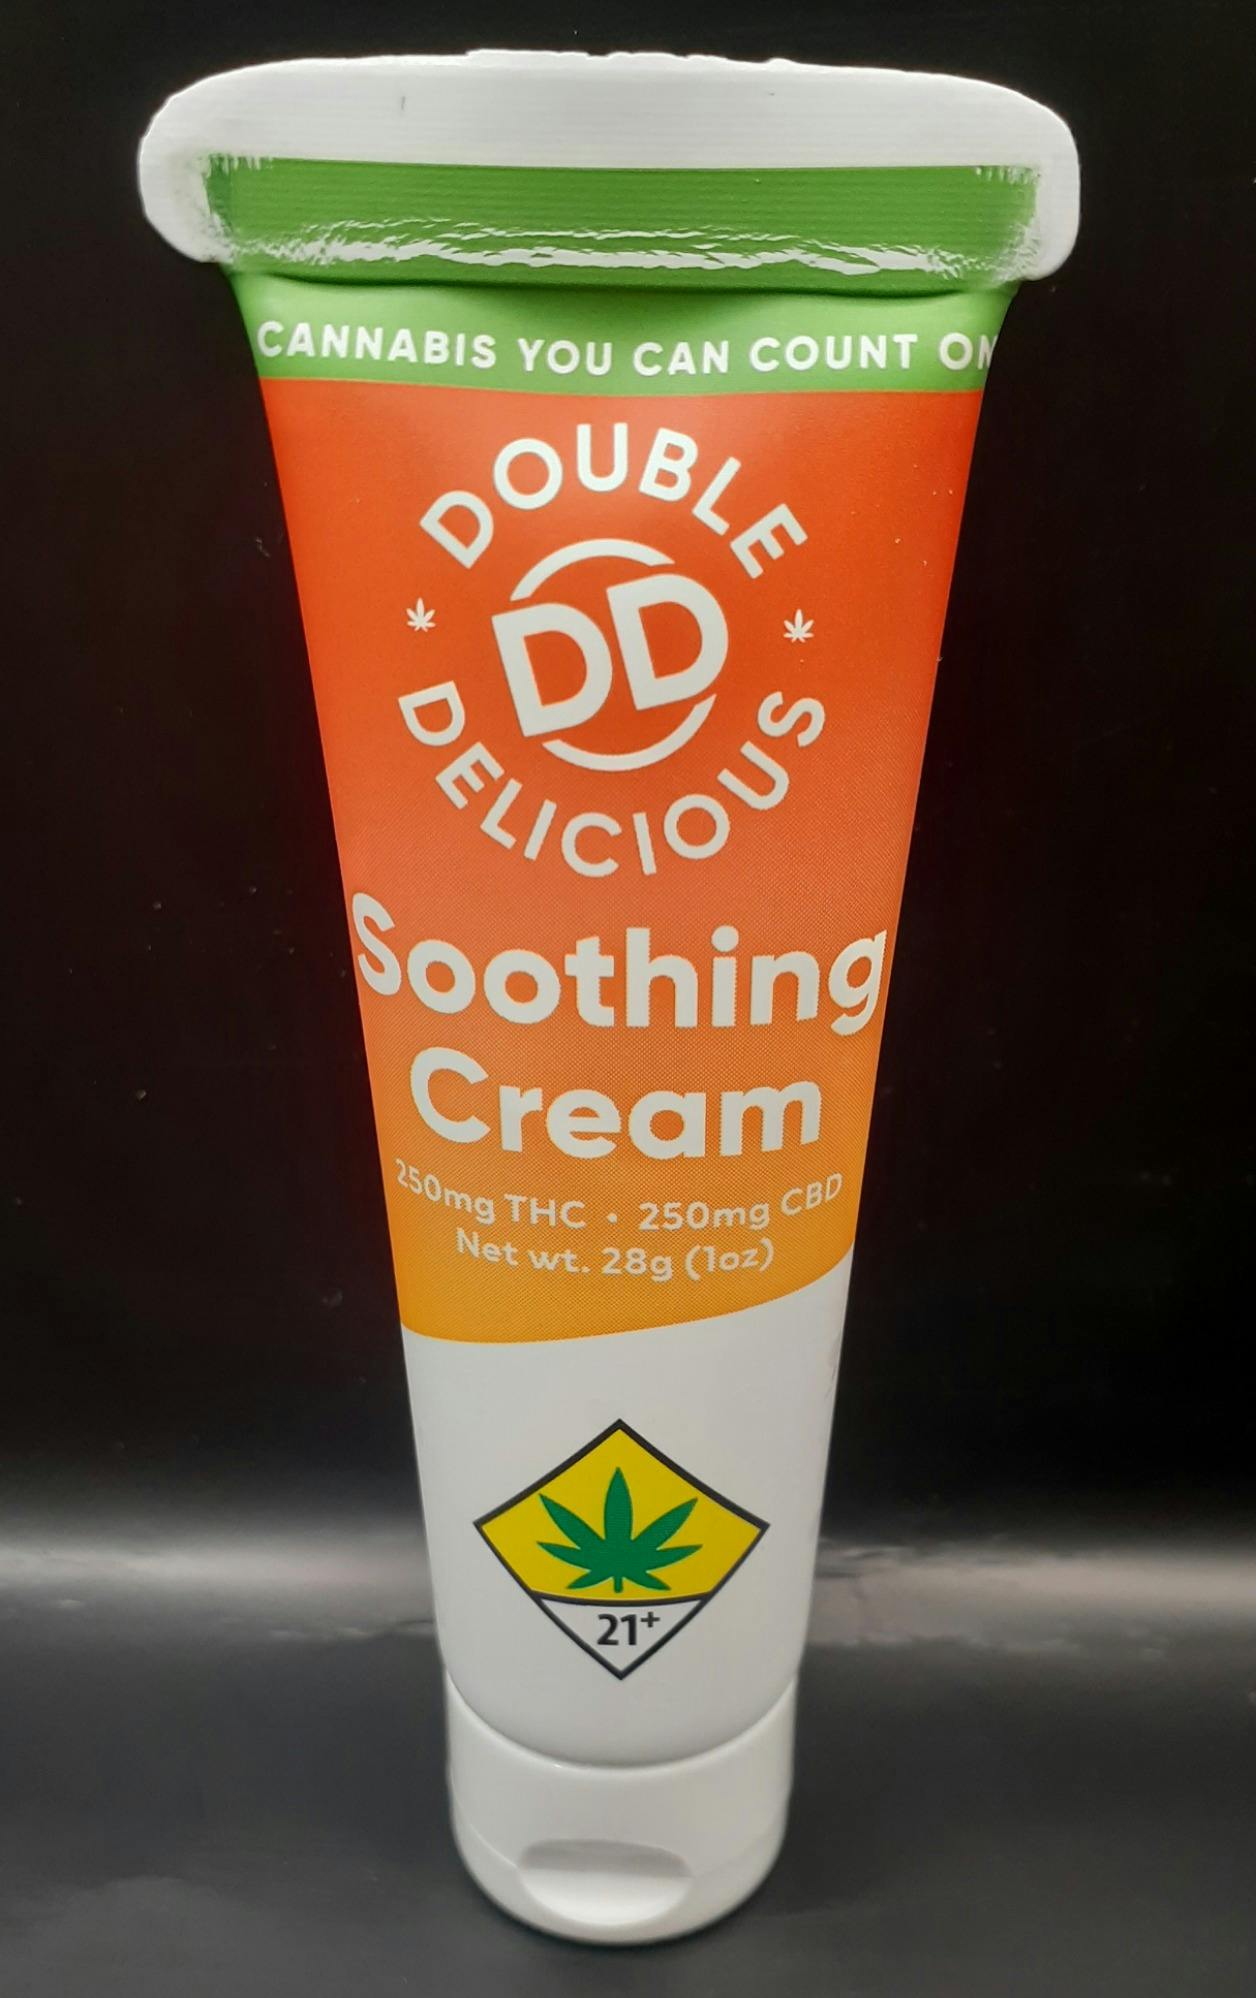 CANNABIS YOU CAN COUNT ON
DOUBLE
DD
DELICIOUS
Soothing
Cream
250mg THC • 250mg CBD
Net wt. 28g (1oz)
21+